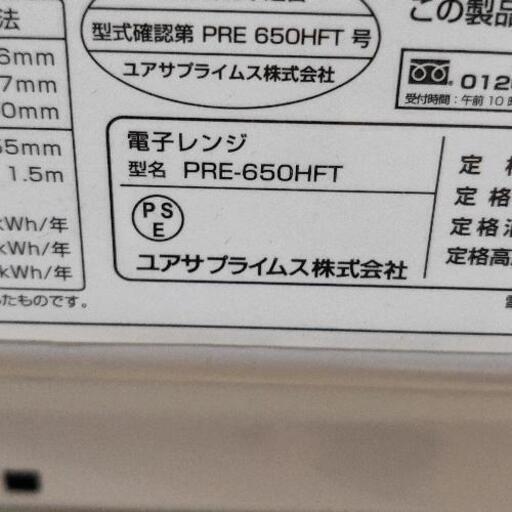 法
6mm
7mm
0mm
55mm
1.5m
kWh/年
kWh/年
kWh/年
たものです。
型式確認第 PRE 650HFT 号
ユアサプライムス株式会社
この製品
012
受付時間：午前 10 時
電子レンジ
型名 PRE-650HFT
PS
E
ユアサプライムス株式会社
定
定 格
定格消
定格高